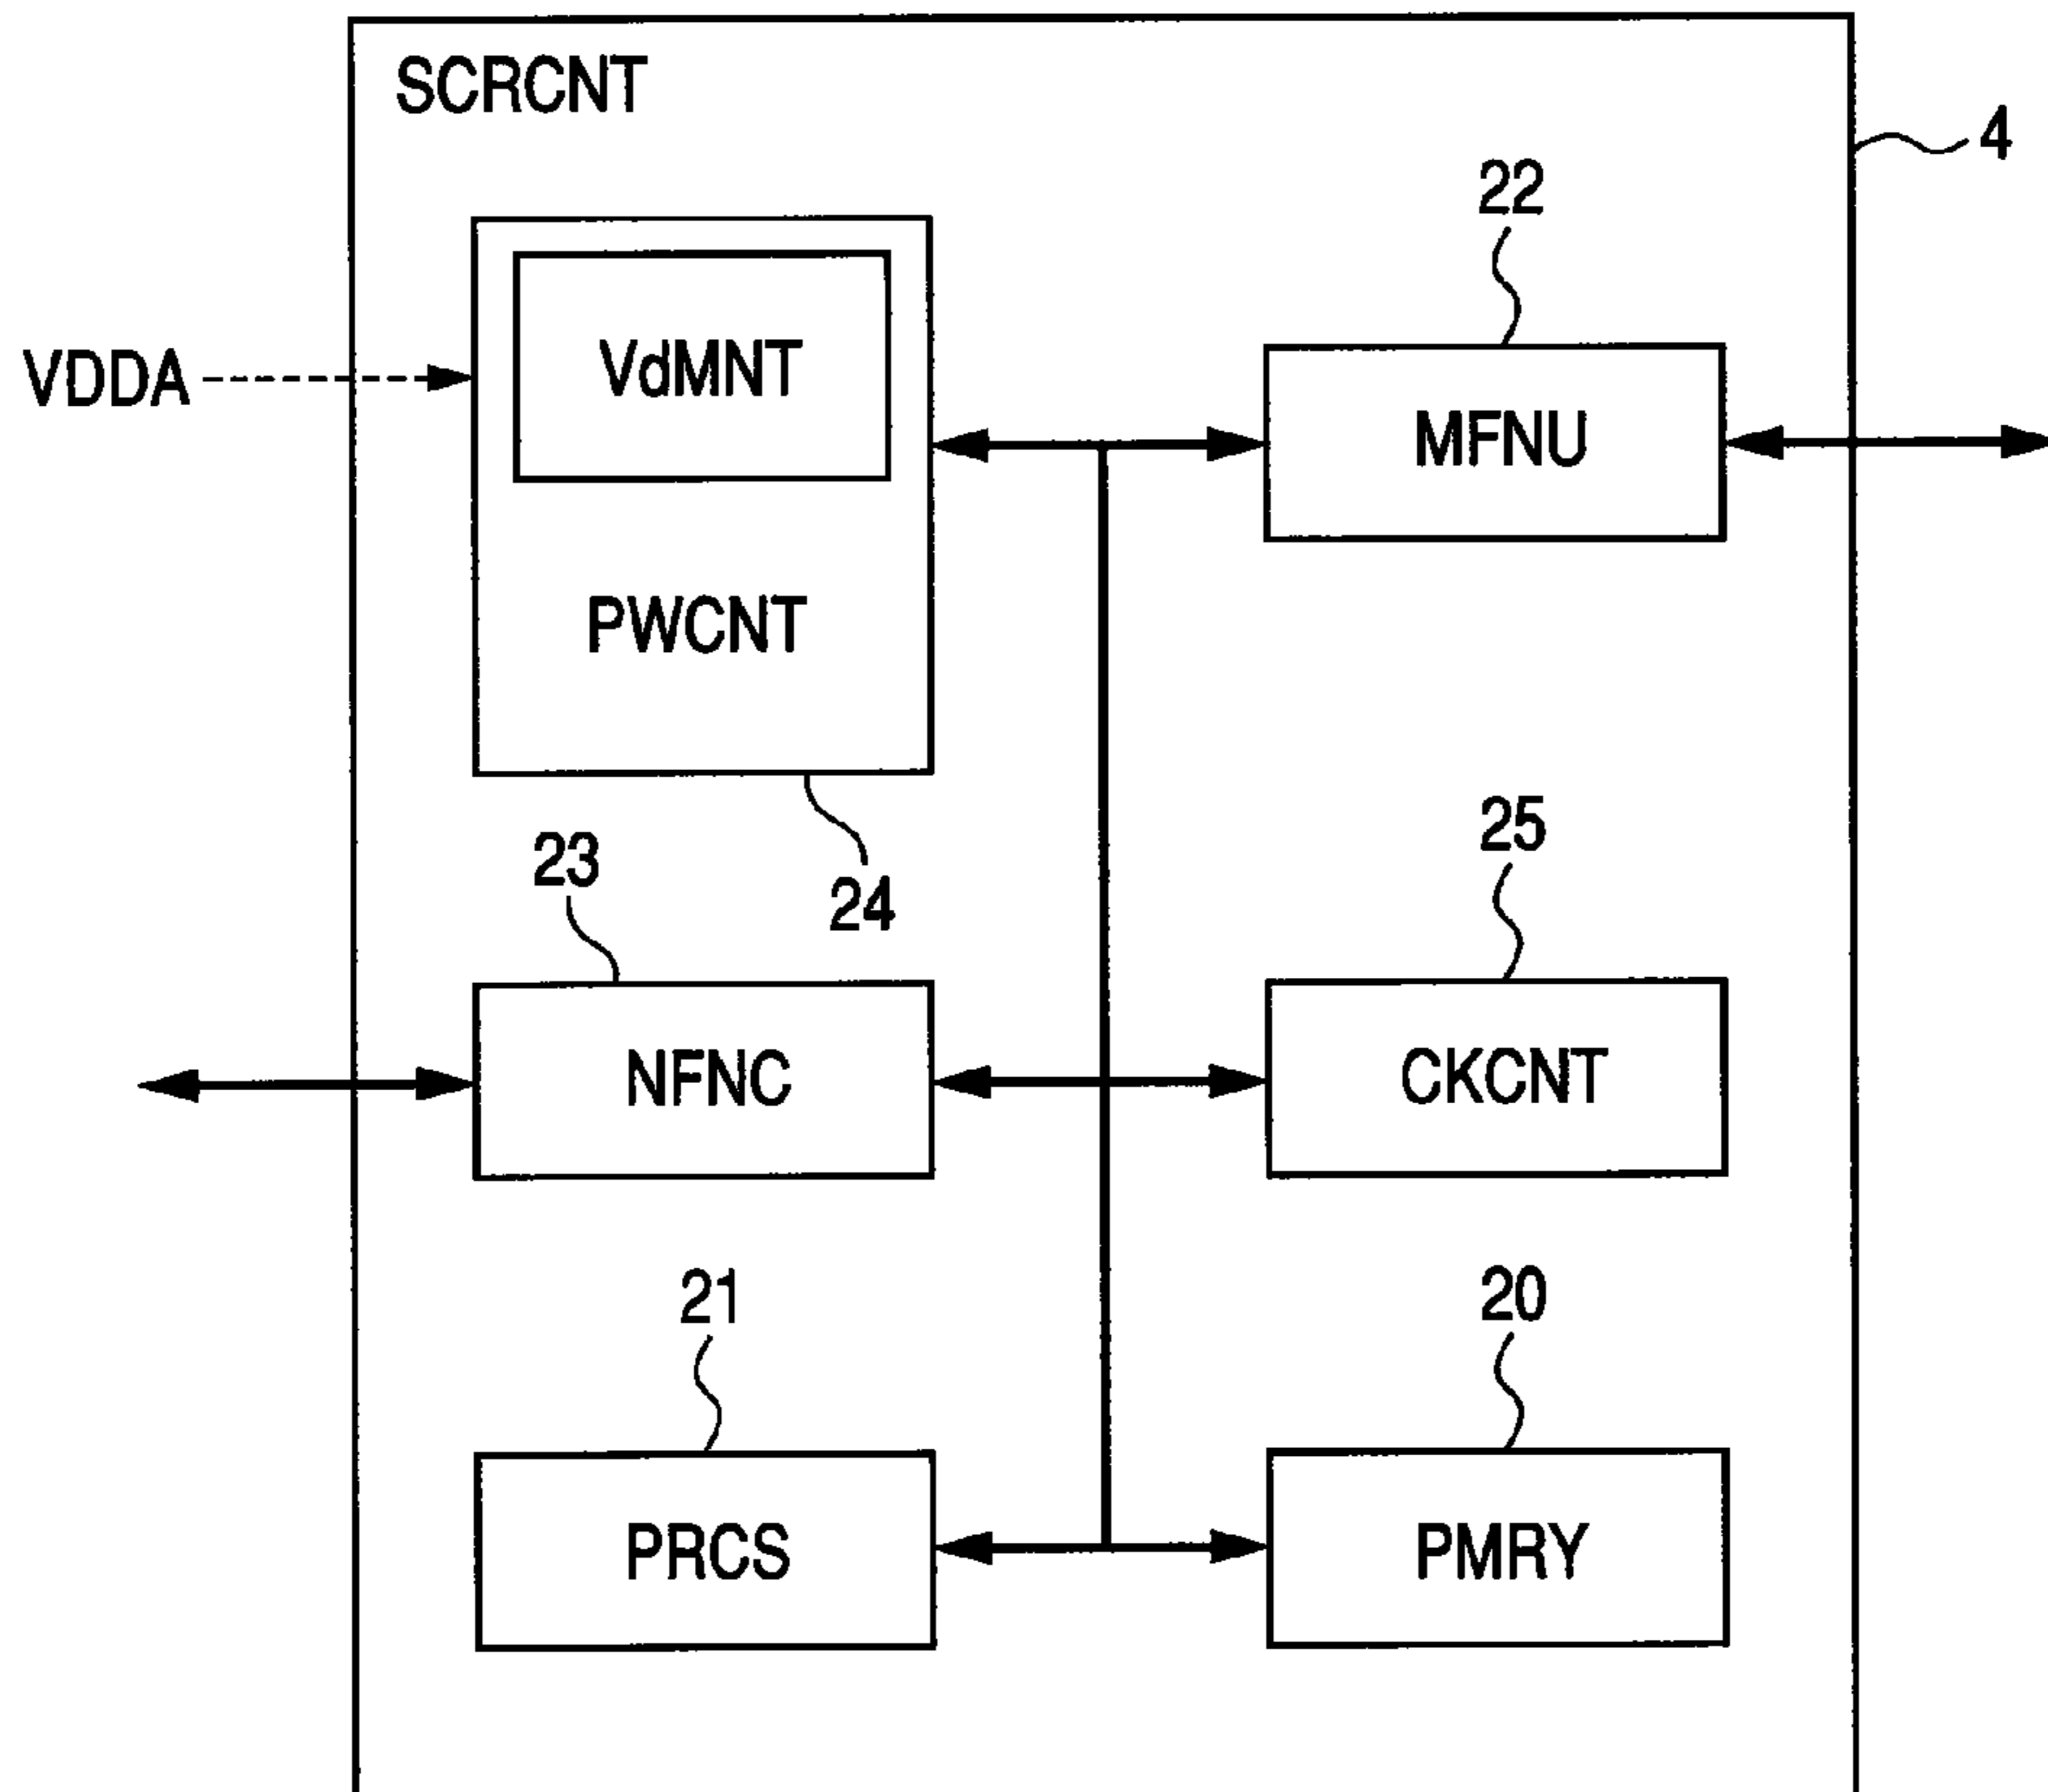 SCRCNT
4
22
VdMNT
VDDA
MFNU
PWCNT
25
23
24
NFNC
CKCNT
21
20
PRCS
PMRY